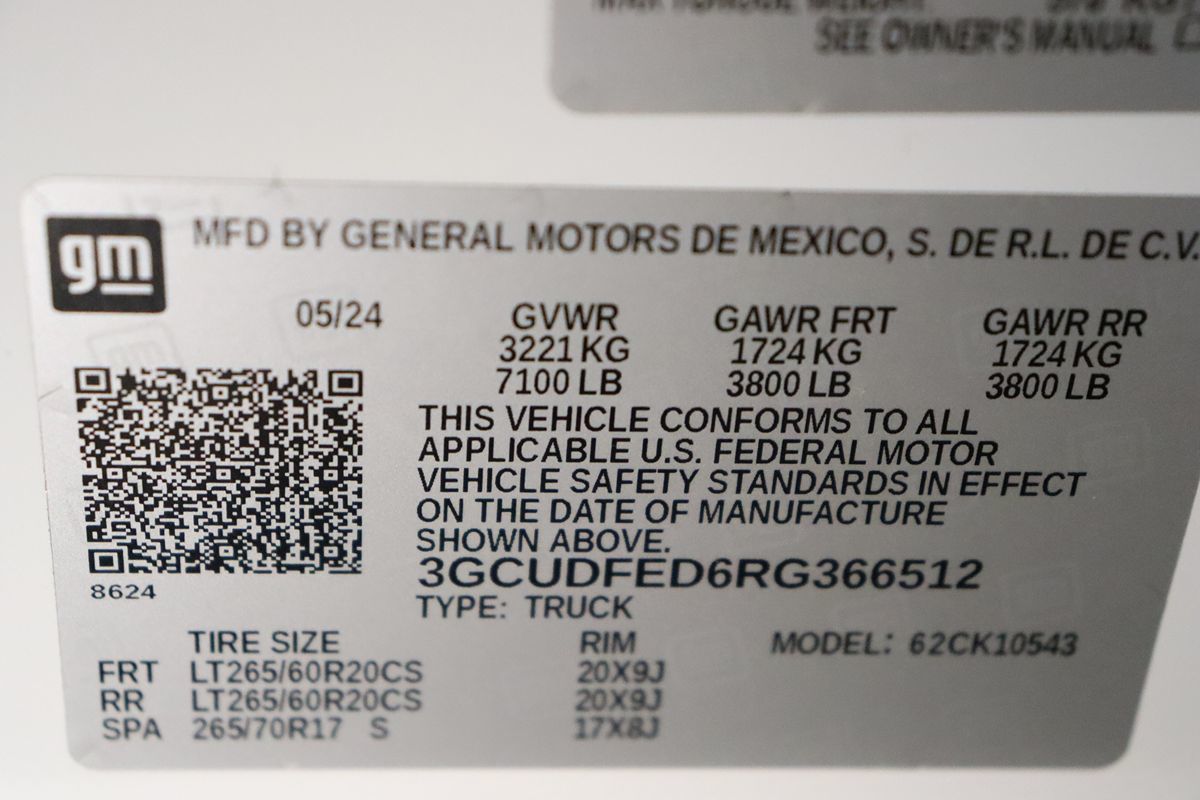 SEE OWNER'S MANUAL
gm
MFD BY GENERAL MOTORS DE MEXICO, S. DE R.L. DE C.V.
05/24 GVWR GAWR FRT GAWR RR
3221 KG 1724 KG 1724 KG
7100 LB 3800 LB 3800 LB
THIS VEHICLE CONFORMS TO ALL
APPLICABLE U.S. FEDERAL MOTOR
VEHICLE SAFETY STANDARDS IN EFFECT
ON THE DATE OF MANUFACTURE
SHOWN ABOVE.
3GCUDFED6RG366512
8624
TYPE: TRUCK
TIRE SIZE RIM MODEL: 62CK10543
FRT LT265/60R20CS 20X9J
RR LT265/60R20CS 20X9J
SPA 265/70R17 S 17X8J